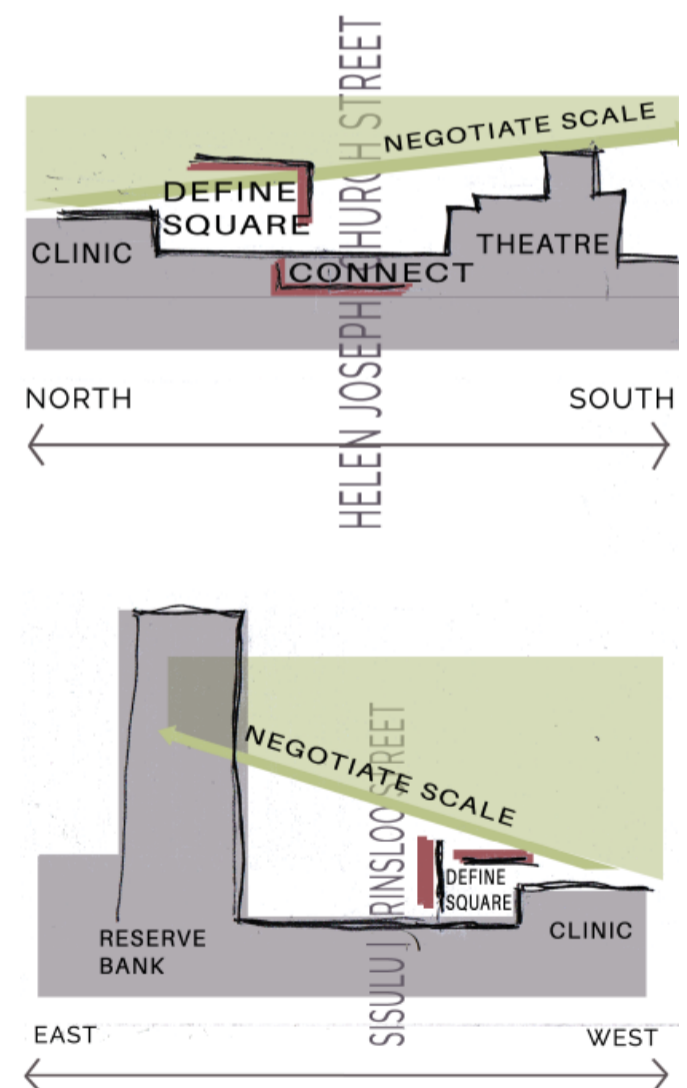 HELEN JOSEPH CHURCH STREET
NEGOTIATE SCALE
DEFINE
SQUARE
CLINIC
THEATRE
CONNECT
NORTH
SOUTH
NEGOTIATE SCALE
SISULU
RINSLOO STREET
DEFINE
SQUARE
RESERVE
BANK
CLINIC
EAST
WEST